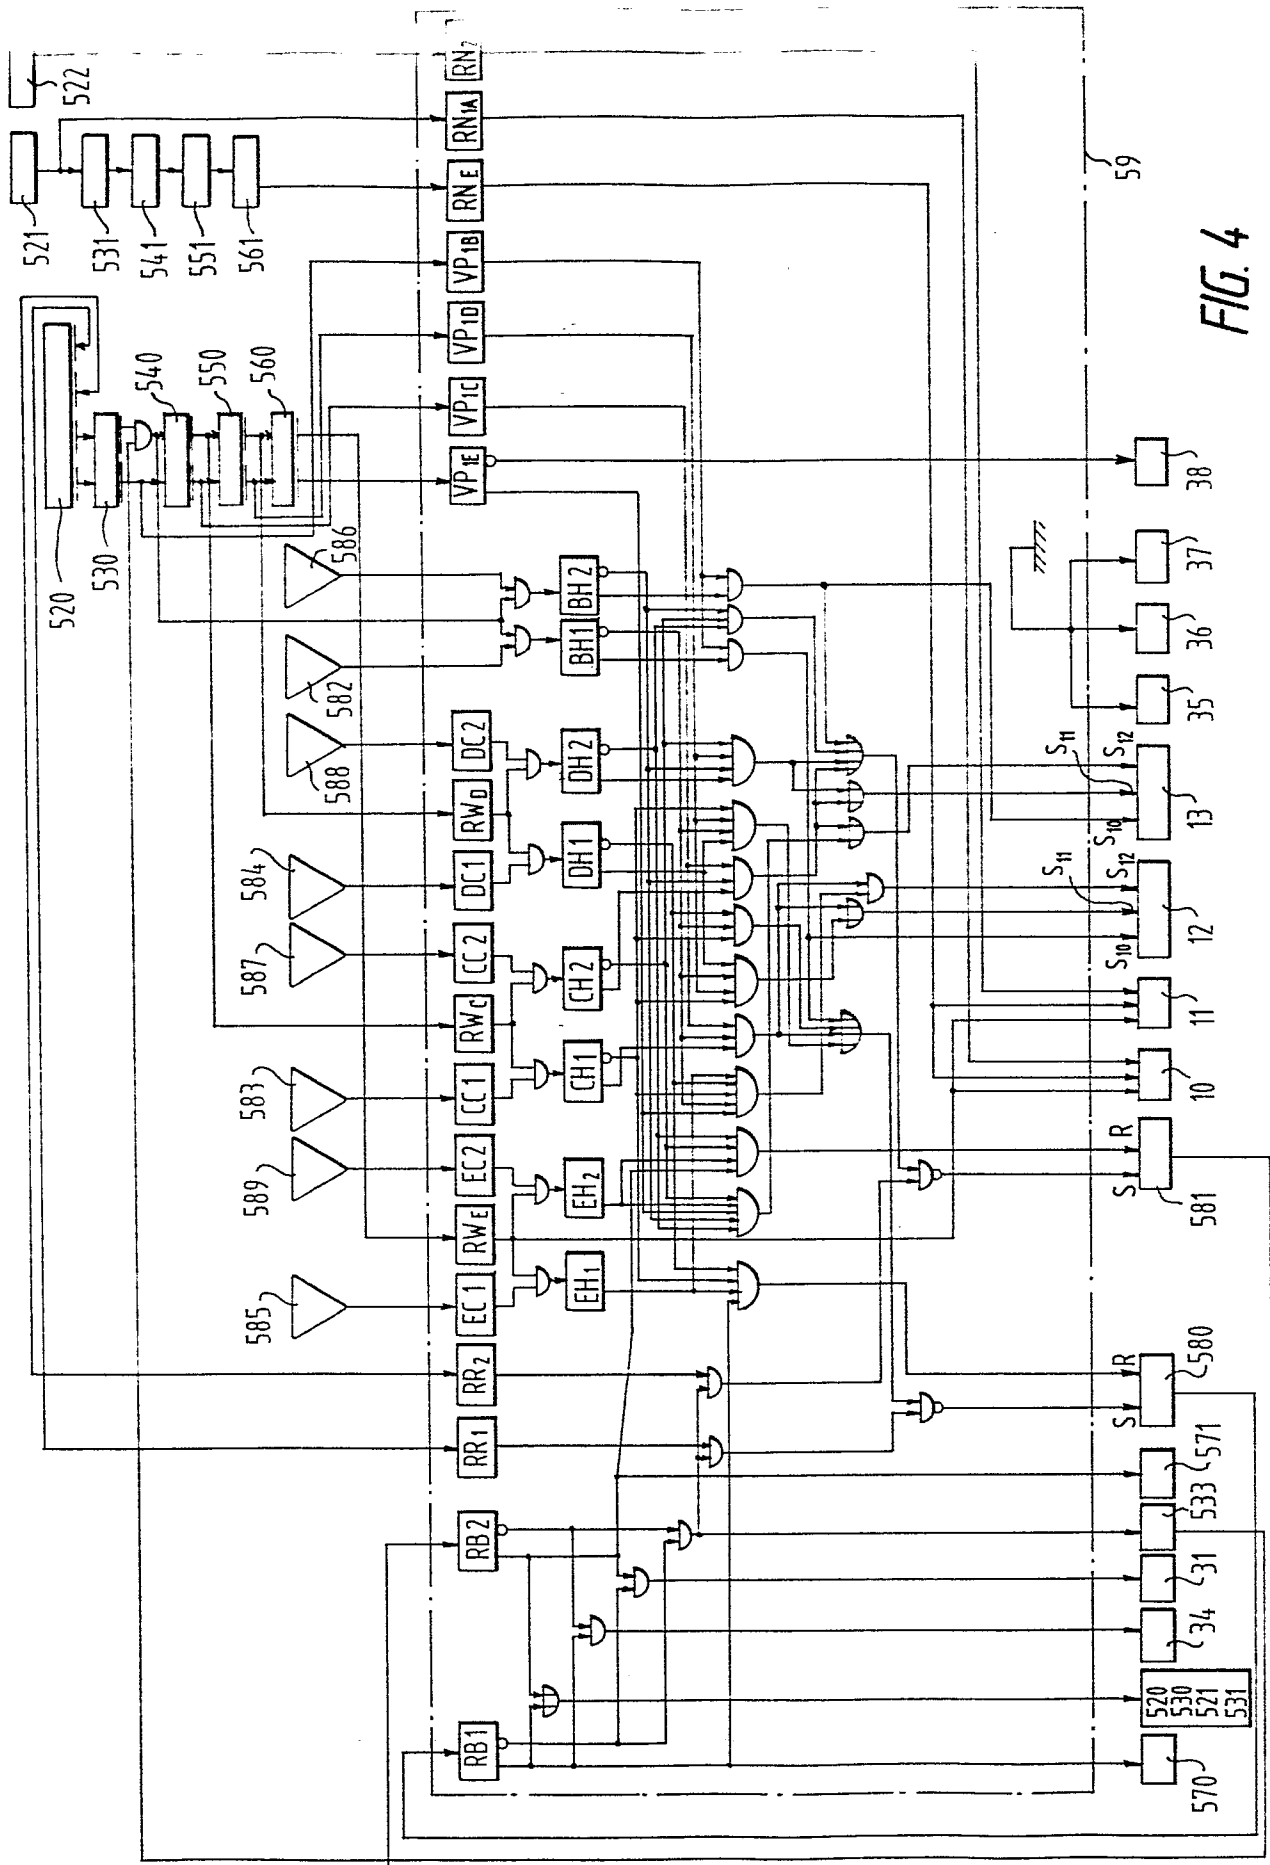 522
521
531
541
551
561
520
530
540
550
560
586
582
588
584
587
583
589
585
RN2
RN1A
RNE
VP1B
VP1D
VP1C
VP1E
DC2
RWD
DC1
CC2
RWC
CC1
EC2
RWE
EC1
RR2
RR1
RB2
RB1
BH2
BH1
DH2
DH1
CH2
CH1
EH2
EH1
59
38
37
36
35
S12
S11
S10
13
S12
S11
S10
12
11
10
R
S
581
R
S
580
571
533
31
34
520
530
521
531
570
FIG. 4